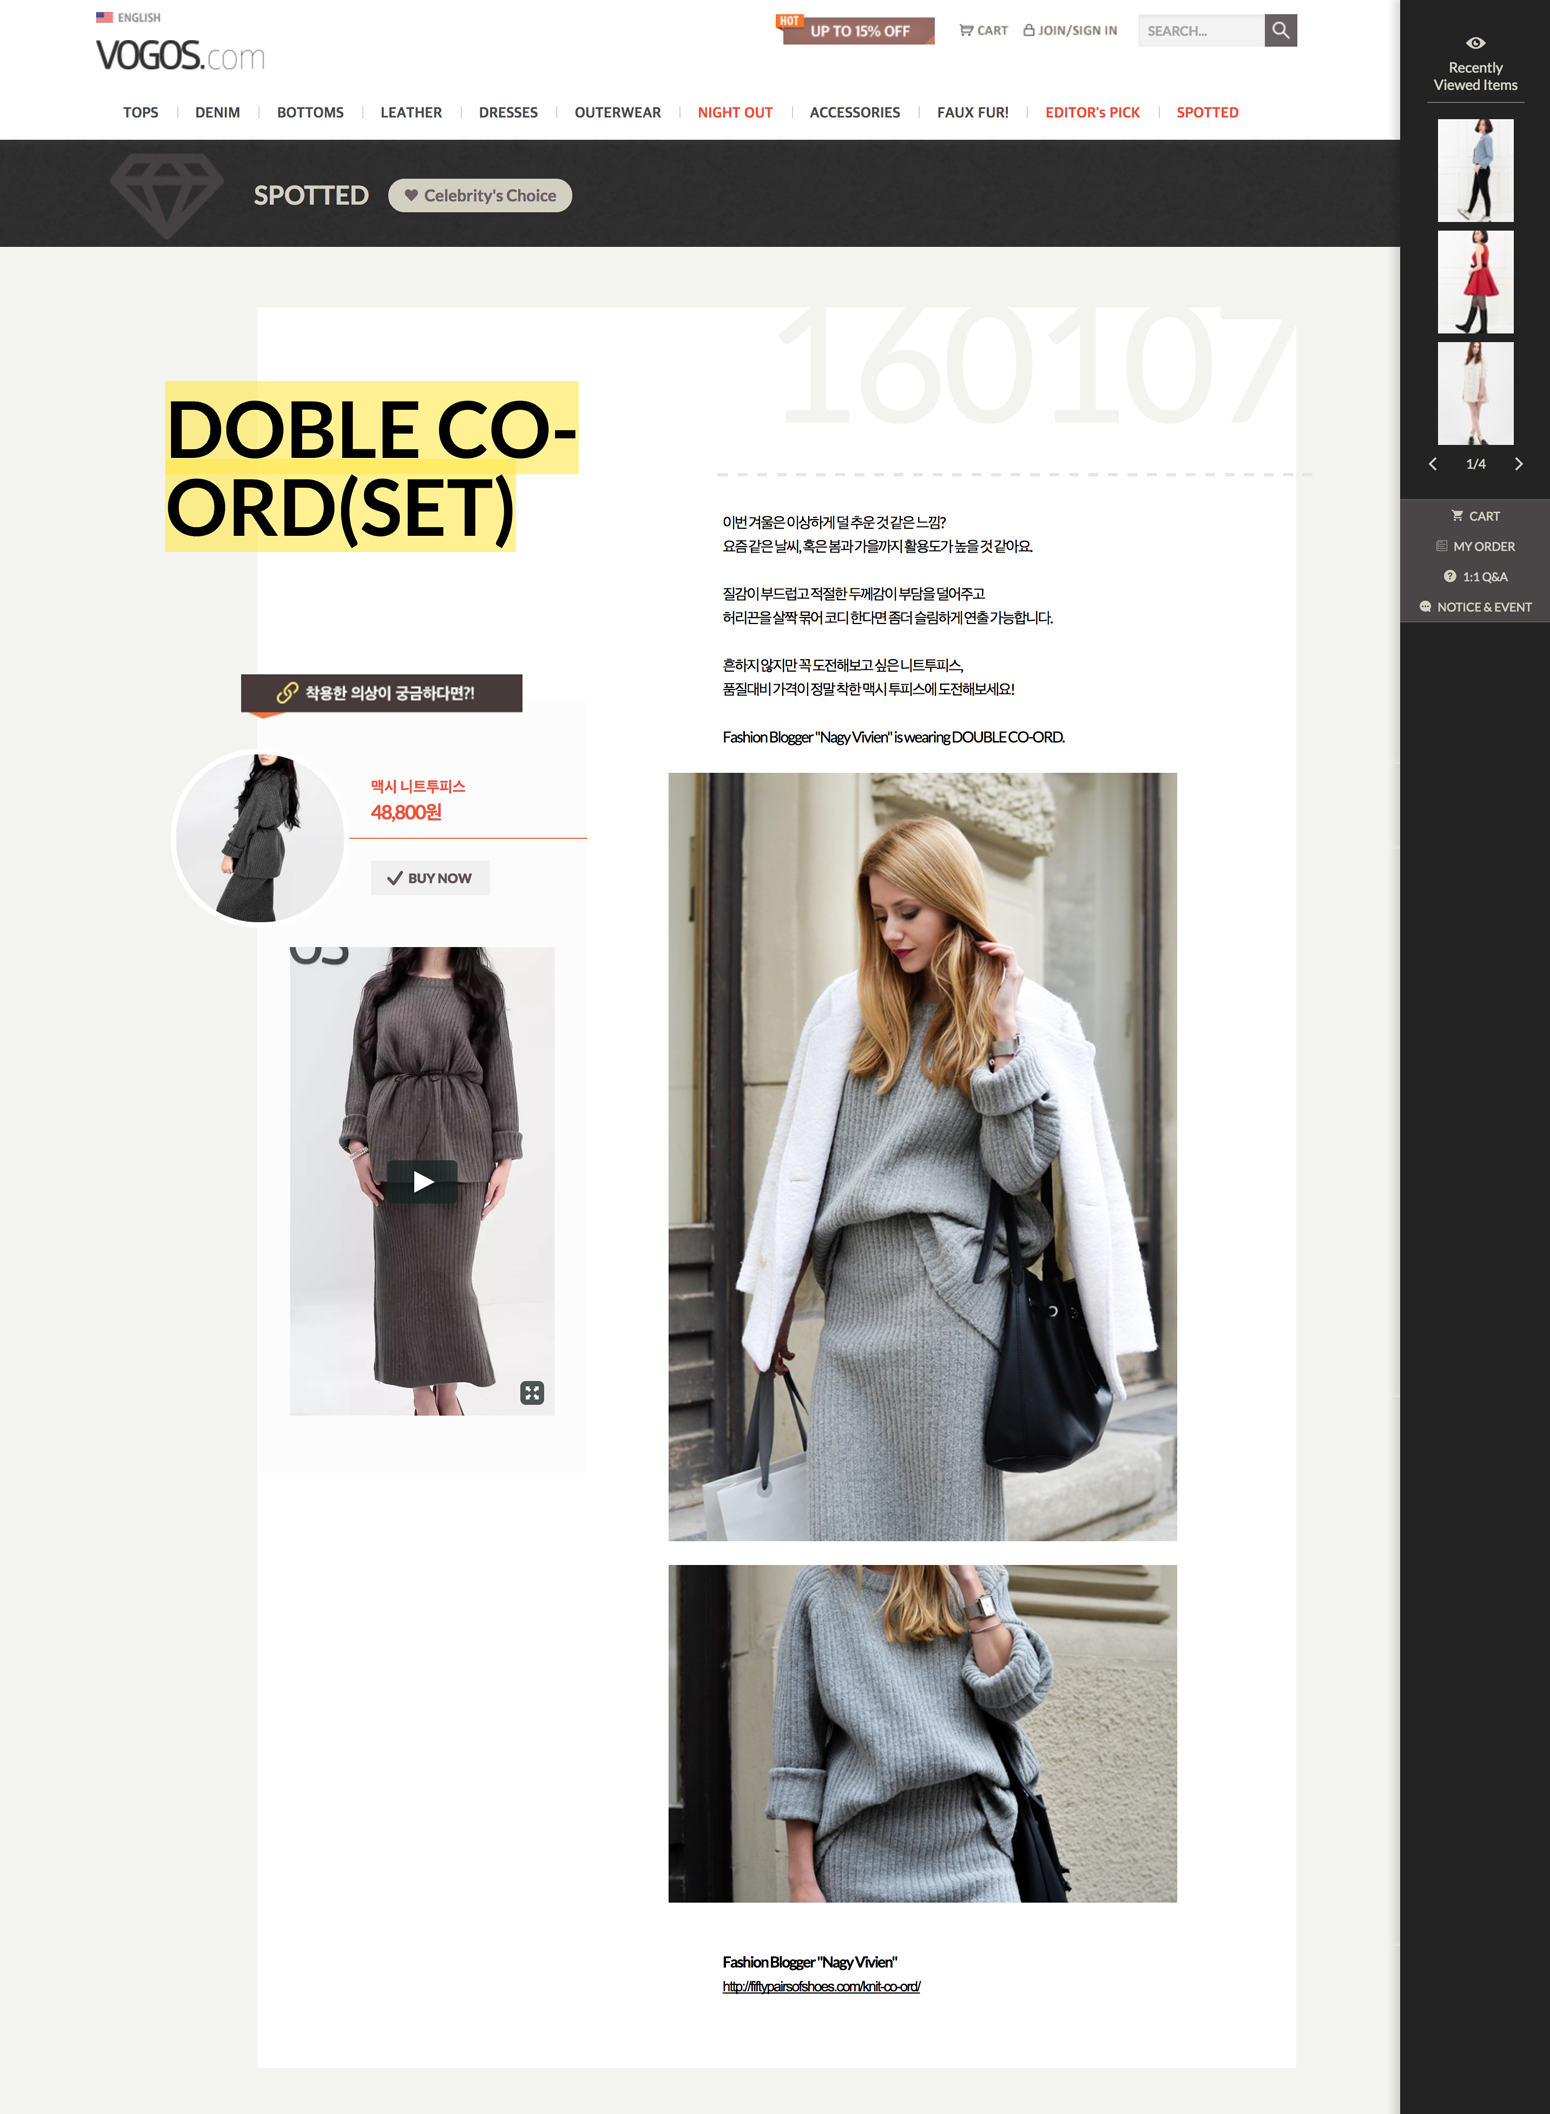 ENGLISH
VOGOS.com
HOT
UP TO 15% OFF
CART
JOIN/SIGN IN
SEARCH...
TOPS
DENIM
BOTTOMS
LEATHER
DRESSES
OUTERWEAR
NIGHT OUT
ACCESSORIES
FAUX FUR!
EDITOR's PICK
SPOTTED
SPOTTED
Celebrity's Choice
160107
DOBLE CO-
ORD(SET)
이번 겨울은 이상하게 덜 추운 것 같은 느낌?
요즘 같은 날씨, 혹은 봄과 가을까지 활용도가 높을 것 같아요.
질감이 부드럽고 적절한 두께감이 부담을 덜어주고
허리끈을 살짝 묶어 코디 한다면 좀더 슬림하게 연출 가능합니다.
흔하지 않지만 꼭 도전해보고 싶은 니트투피스,
품질대비 가격이 정말 착한 맥시 투피스에 도전해보세요!
Fashion Blogger "Nagy Vivien" is wearing DOUBLE CO-ORD.
착용한 의상이 궁금하다면?!
맥시 니트투피스
48,800원
BUY NOW
03
Fashion Blogger "Nagy Vivien"
http://fiftypairsofshoes.com/knit-co-ord/
Recently
Viewed Items
1/4
CART
MY ORDER
1:1 Q&A
NOTICE & EVENT